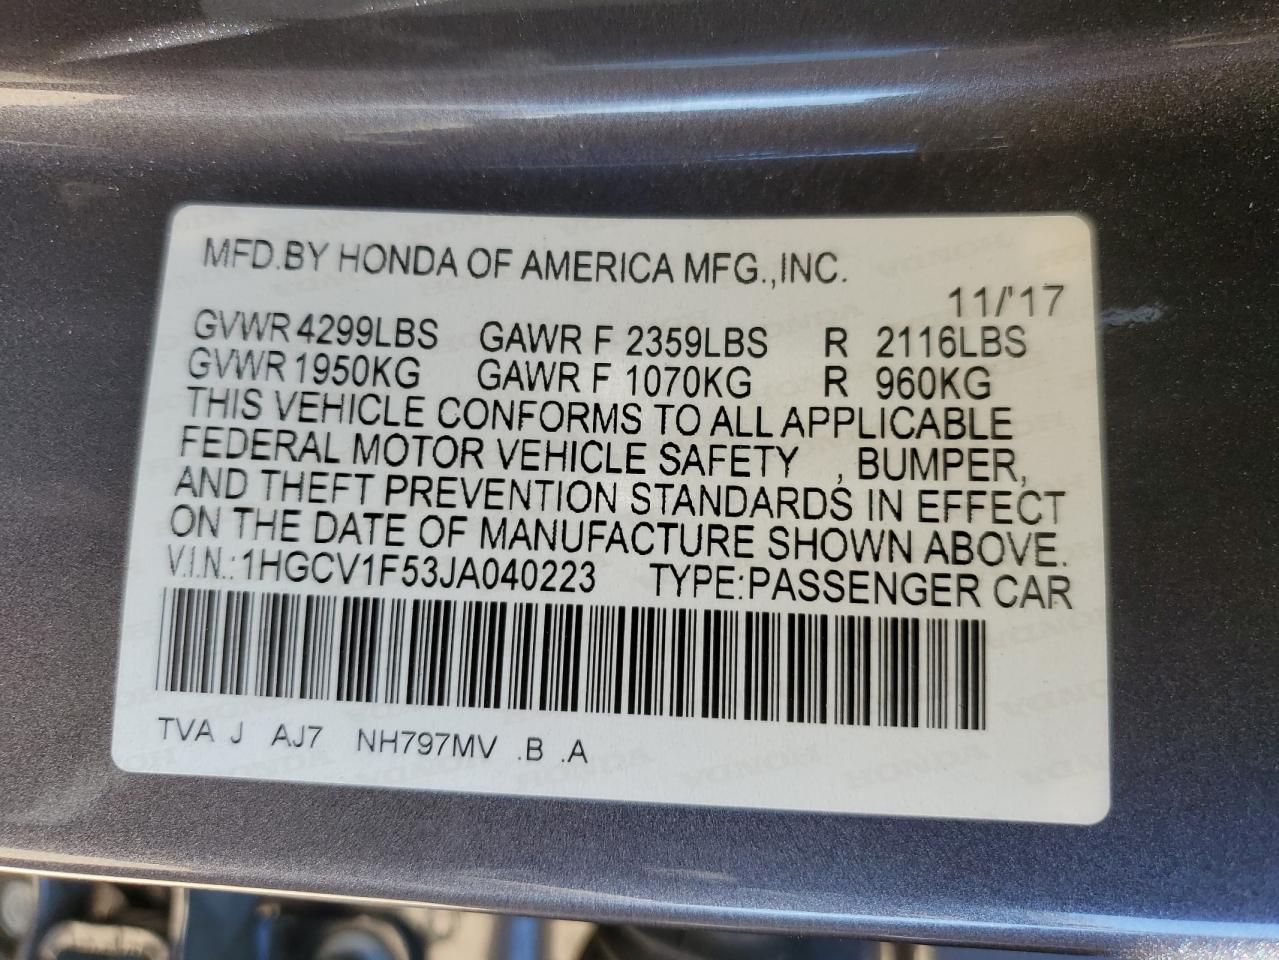 MFD.BY HONDA OF AMERICA MFG.,INC.
11/'17
GVWR 4299LBS GAWR F 2359LBS R 2116LBS
GVWR 1950KG GAWR F 1070KG R 960KG
THIS VEHICLE CONFORMS TO ALL APPLICABLE
FEDERAL MOTOR VEHICLE SAFETY , BUMPER,
AND THEFT PREVENTION STANDARDS IN EFFECT
ON THE DATE OF MANUFACTURE SHOWN ABOVE.
V.I.N.: 1HGCV1F53JA040223 TYPE:PASSENGER CAR
TVA J AJ7 NH797MV .B .A